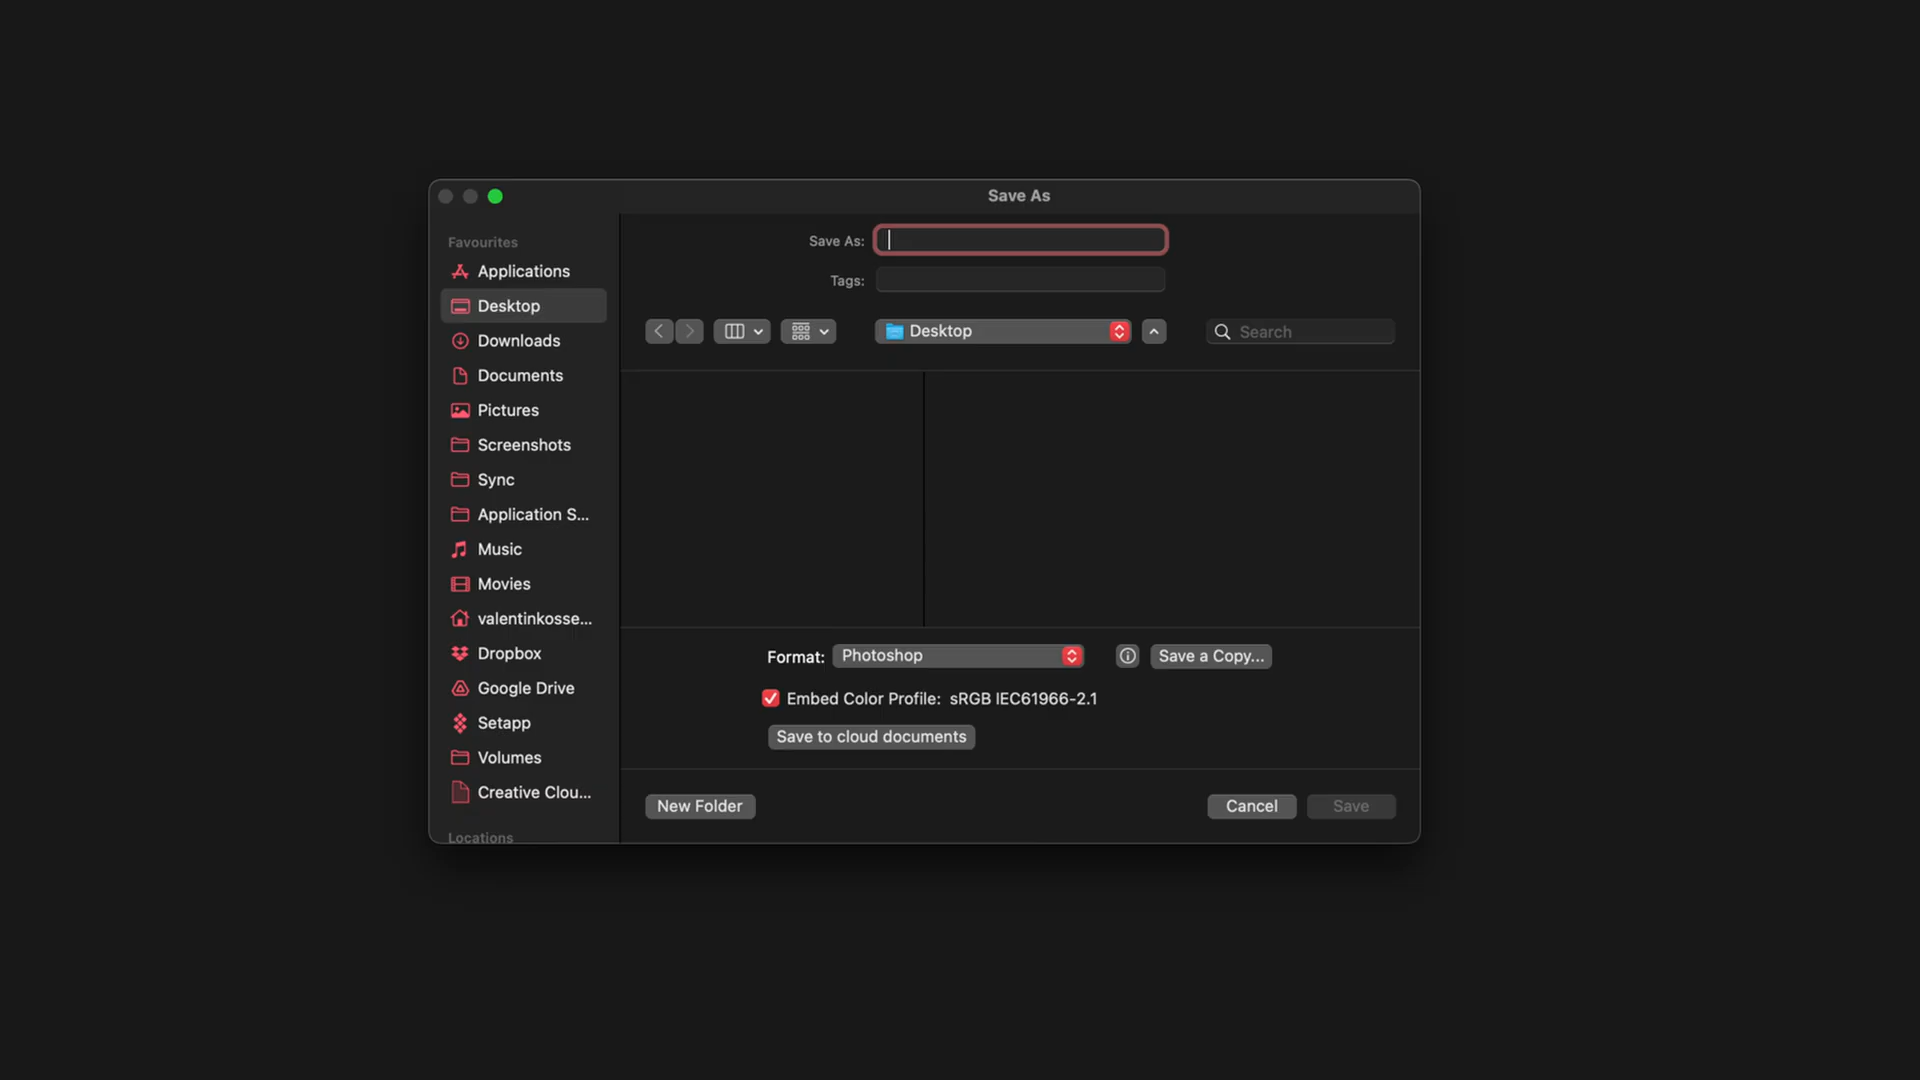 Save As
Save As:
Tags:
Desktop
Search
Favourites
Applications
Desktop
Downloads
Documents
Pictures
Screenshots
Sync
Application S...
Music
Movies
valentinkosse...
Dropbox
Google Drive
Setapp
Volumes
Creative Clou...
Locations
Format: Photoshop Save a Copy...
Embed Color Profile: sRGB IEC61966-2.1
Save to cloud documents
New Folder Cancel Save